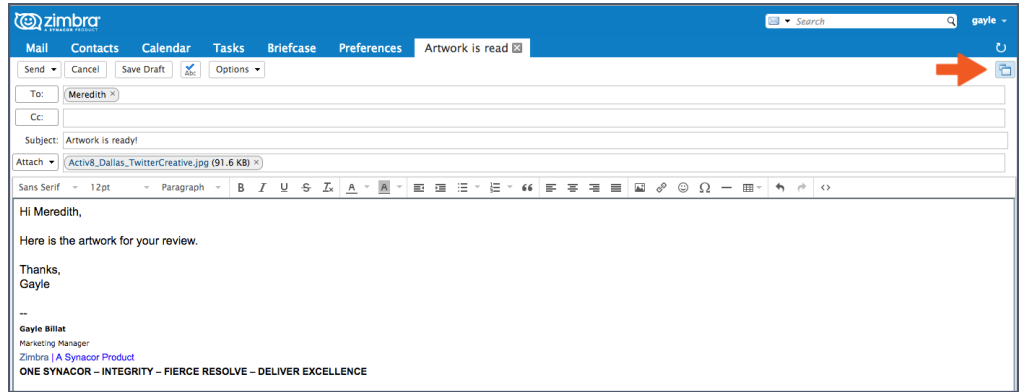 zimbra
A SYNACOR PRODUCT
Search
gayle
Mail Contacts Calendar Tasks Briefcase Preferences Artwork is read
Send Cancel Save Draft Abc Options
To: Meredith ×
Cc:
Subject: Artwork is ready!
Attach Activ8_Dallas_TwitterCreative.jpg (91.6 KB) ×
Sans Serif 12pt Paragraph B I U S Tx A A Ω
Hi Meredith,
Here is the artwork for your review.
Thanks,
Gayle
--
Gayle Billat
Marketing Manager
Zimbra | A Synacor Product
ONE SYNACOR – INTEGRITY – FIERCE RESOLVE – DELIVER EXCELLENCE